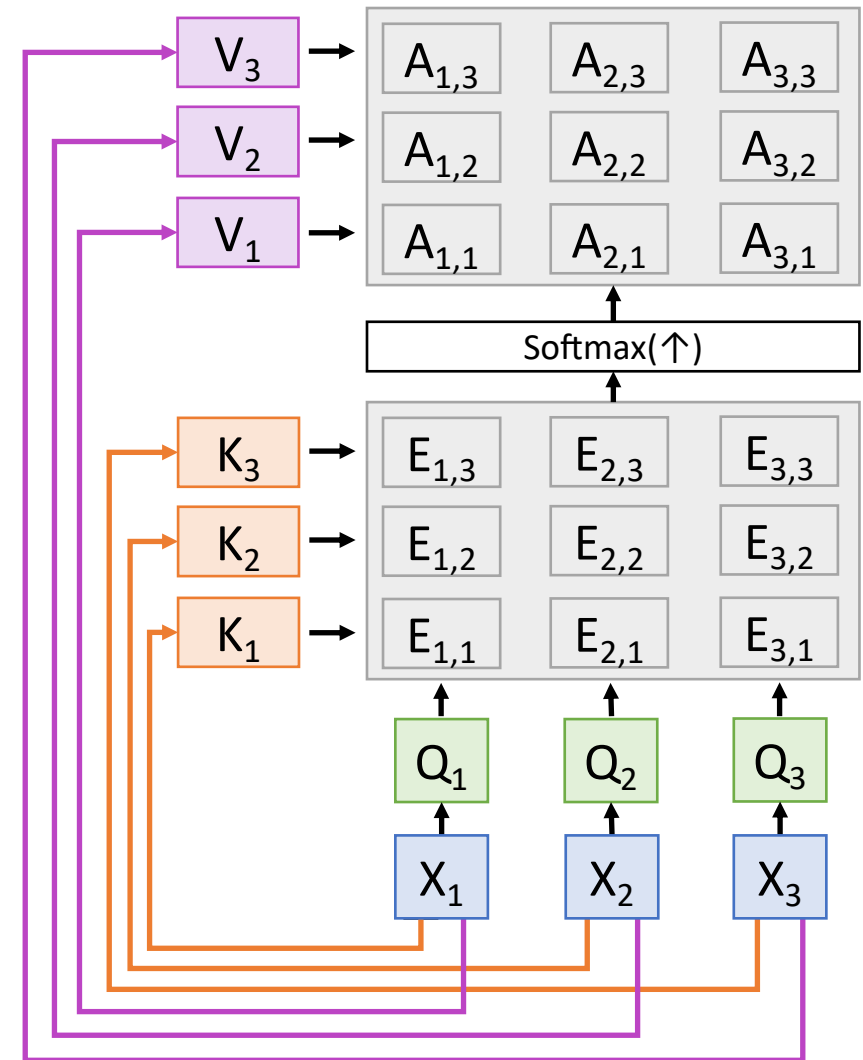 V₃ A₁,₃ A₂,₃ A₃,₃
V₂ A₁,₂ A₂,₂ A₃,₂
V₁ A₁,₁ A₂,₁ A₃,₁
Softmax(↑)
K₃ E₁,₃ E₂,₃ E₃,₃
K₂ E₁,₂ E₂,₂ E₃,₂
K₁ E₁,₁ E₂,₁ E₃,₁
Q₁ Q₂ Q₃
X₁ X₂ X₃